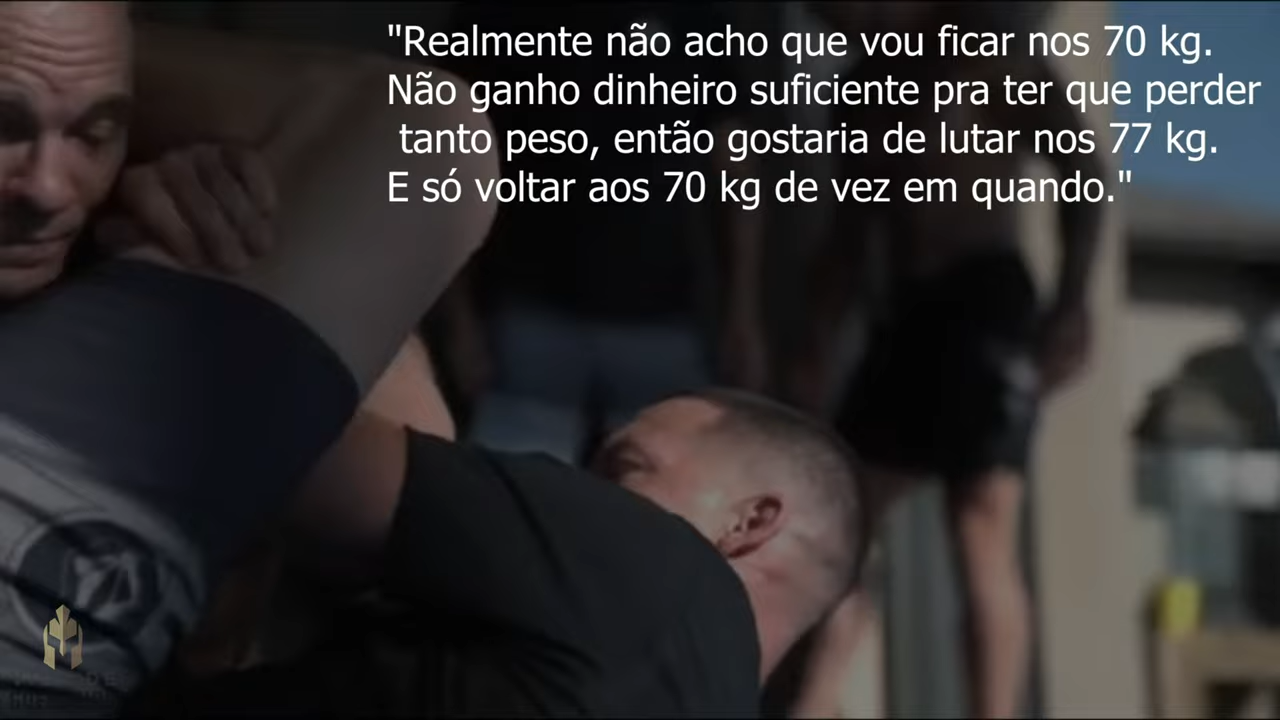 "Realmente não acho que vou ficar nos 70 kg.
Não ganho dinheiro suficiente pra ter que perder
tanto peso, então gostaria de lutar nos 77 kg.
E só voltar aos 70 kg de vez em quando."